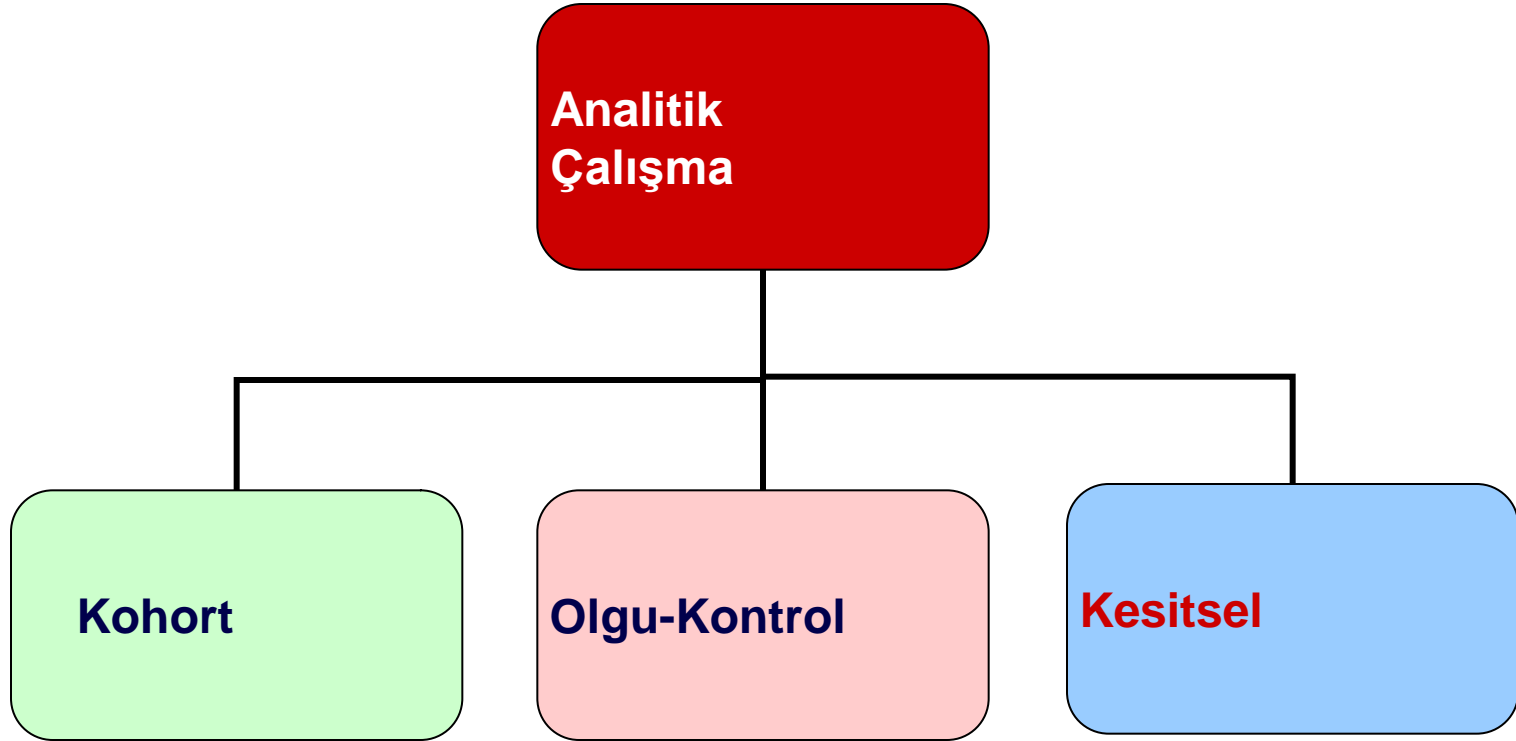 Analitik
Çalışma
Kohort
Olgu-Kontrol
Kesitsel